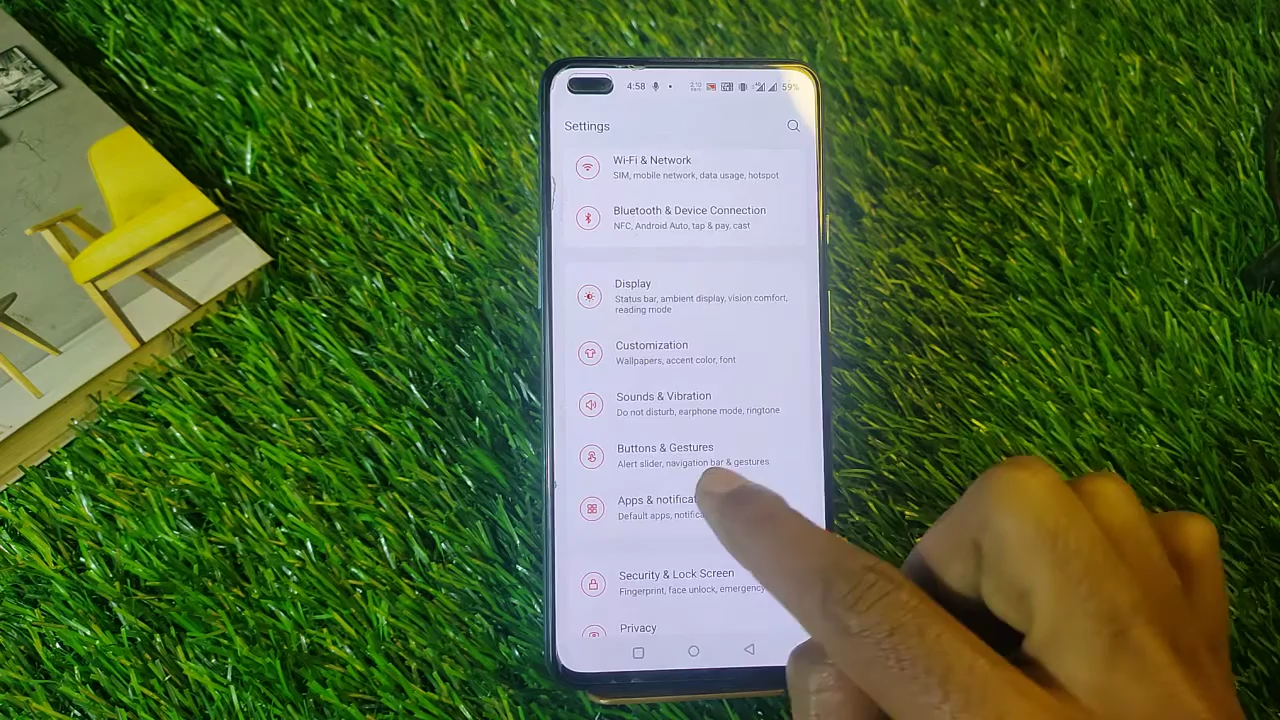 4:58
59%
Settings
Wi-Fi & Network
SIM, mobile network, data usage, hotspot
Bluetooth & Device Connection
NFC, Android Auto, tap & pay, cast
Display
Status bar, ambient display, vision comfort,
reading mode
Customization
Wallpapers, accent color, font
Sounds & Vibration
Do not disturb, earphone mode, ringtone
Buttons & Gestures
Alert slider, navigation bar & gestures
Apps &
Default apps,
Security & Lock Screen
Fingerprint, face unlock, emergency
Privacy